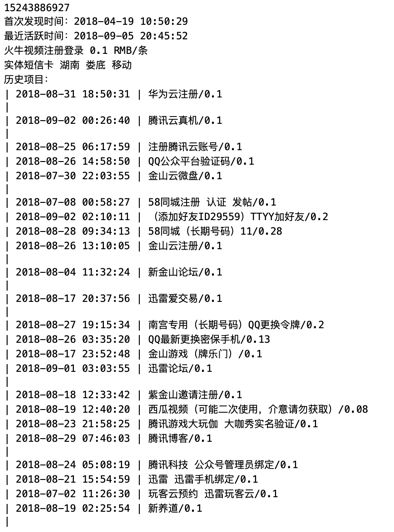 15243886927
首次发现时间：2018-04-19 10:50:29
最近活跃时间：2018-09-05 20:45:52
火牛视频注册登录 0.1 RMB/条
实体短信卡 湖南 娄底 移动
历史项目：
| 2018-08-31 18:50:31 | 华为云注册/0.1
|
| 2018-09-02 00:26:40 | 腾讯云真机/0.1
|
| 2018-08-25 06:17:59 | 注册腾讯云账号/0.1
| 2018-08-26 14:58:50 | QQ公众平台验证码/0.1
| 2018-07-30 22:03:55 | 金山云微盘/0.1
|
| 2018-07-08 00:58:27 | 58同城注册 认证 发帖/0.1
| 2018-09-02 02:10:11 | （添加好友ID29559）TTYY加好友/0.2
| 2018-08-28 09:34:13 | 58同城（长期号码）11/0.28
| 2018-08-26 13:10:05 | 金山云注册/0.1
|
| 2018-08-04 11:32:24 | 新金山论坛/0.1
|
| 2018-08-17 20:37:56 | 迅雷爱交易/0.1
|
| 2018-08-27 19:15:34 | 南宫专用（长期号码）QQ更换令牌/0.2
| 2018-08-26 03:35:20 | QQ最新更换密保手机/0.13
| 2018-08-17 23:52:48 | 金山游戏（牌乐门）/0.1
| 2018-09-01 03:03:55 | 迅雷论坛/0.1
|
| 2018-08-18 12:33:42 | 紫金山邀请注册/0.1
| 2018-08-19 12:40:20 | 西瓜视频（可能二次使用，介意请勿获取）/0.08
| 2018-08-23 21:58:25 | 腾讯游戏大玩伽 大咖秀实名验证/0.1
| 2018-08-29 07:46:03 | 腾讯博客/0.1
|
| 2018-08-24 05:08:19 | 腾讯科技 公众号管理员绑定/0.1
| 2018-08-21 15:54:59 | 迅雷 迅雷手机绑定/0.1
| 2018-07-02 11:26:30 | 玩客云预约 迅雷玩客云/0.1
| 2018-08-19 02:25:54 | 新养道/0.1
|